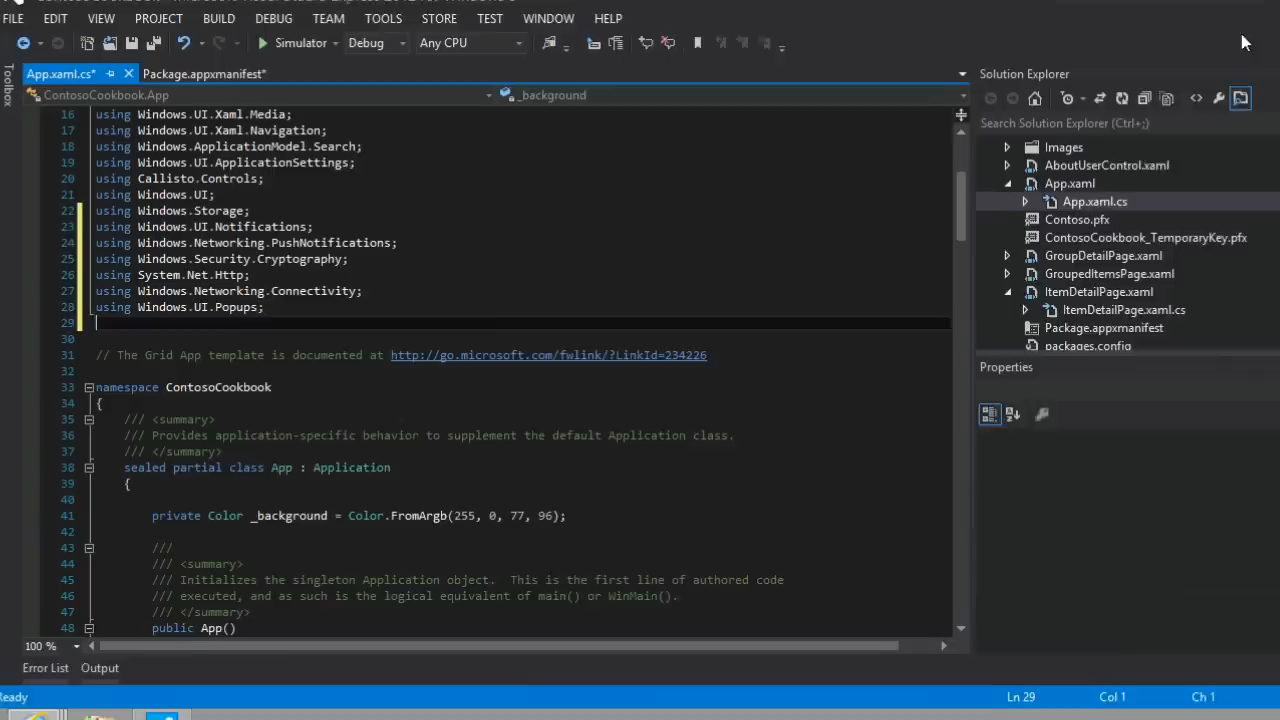 FILE EDIT VIEW PROJECT BUILD DEBUG TEAM TOOLS STORE TEST WINDOW HELP
Simulator Debug Any CPU
App.xaml.cs* Package.appxmanifest*
ContosoCookbook.App _background
16 using Windows.UI.Xaml.Media;
17 using Windows.UI.Xaml.Navigation;
18 using Windows.ApplicationModel.Search;
19 using Windows.UI.ApplicationSettings;
20 using Callisto.Controls;
21 using Windows.UI;
22 using Windows.Storage;
23 using Windows.UI.Notifications;
24 using Windows.Networking.PushNotifications;
25 using Windows.Security.Cryptography;
26 using System.Net.Http;
27 using Windows.Networking.Connectivity;
28 using Windows.UI.Popups;
29
30
31 // The Grid App template is documented at http://go.microsoft.com/fwlink/?LinkId=234226
32
33 namespace ContosoCookbook
34 {
35 /// <summary>
36 /// Provides application-specific behavior to supplement the default Application class.
37 /// </summary>
38 sealed partial class App : Application
39 {
40
41 private Color _background = Color.FromArgb(255, 0, 77, 96);
42
43 ///
44 /// <summary>
45 /// Initializes the singleton Application object.  This is the first line of authored code
46 /// executed, and as such is the logical equivalent of main() or WinMain().
47 /// </summary>
48 public App()
100 %
Toolbox
Solution Explorer
Search Solution Explorer (Ctrl+;)
Images
AboutUserControl.xaml
App.xaml
App.xaml.cs
Contoso.pfx
ContosoCookbook_TemporaryKey.pfx
GroupDetailPage.xaml
GroupedItemsPage.xaml
ItemDetailPage.xaml
ItemDetailPage.xaml.cs
Package.appxmanifest
packages.config
Properties
Error List Output
Ready Ln 29 Col 1 Ch 1